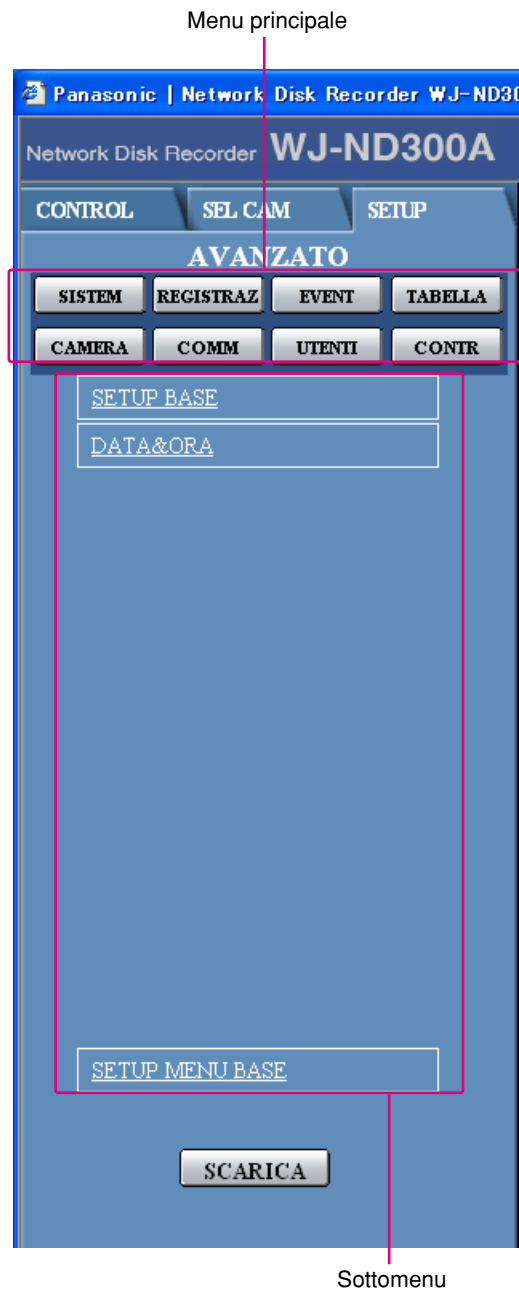 Menu principale
Panasonic | Network Disk Recorder WJ-ND30
Network Disk Recorder WJ-ND300A
CONTROL SEL CAM SETUP
AVANZATO
SISTEM REGISTRAZ EVENT TABELLA
CAMERA COMM UTENTI CONTR
SETUP BASE
DATA&ORA
SETUP MENU BASE
SCARICA
Sottomenu